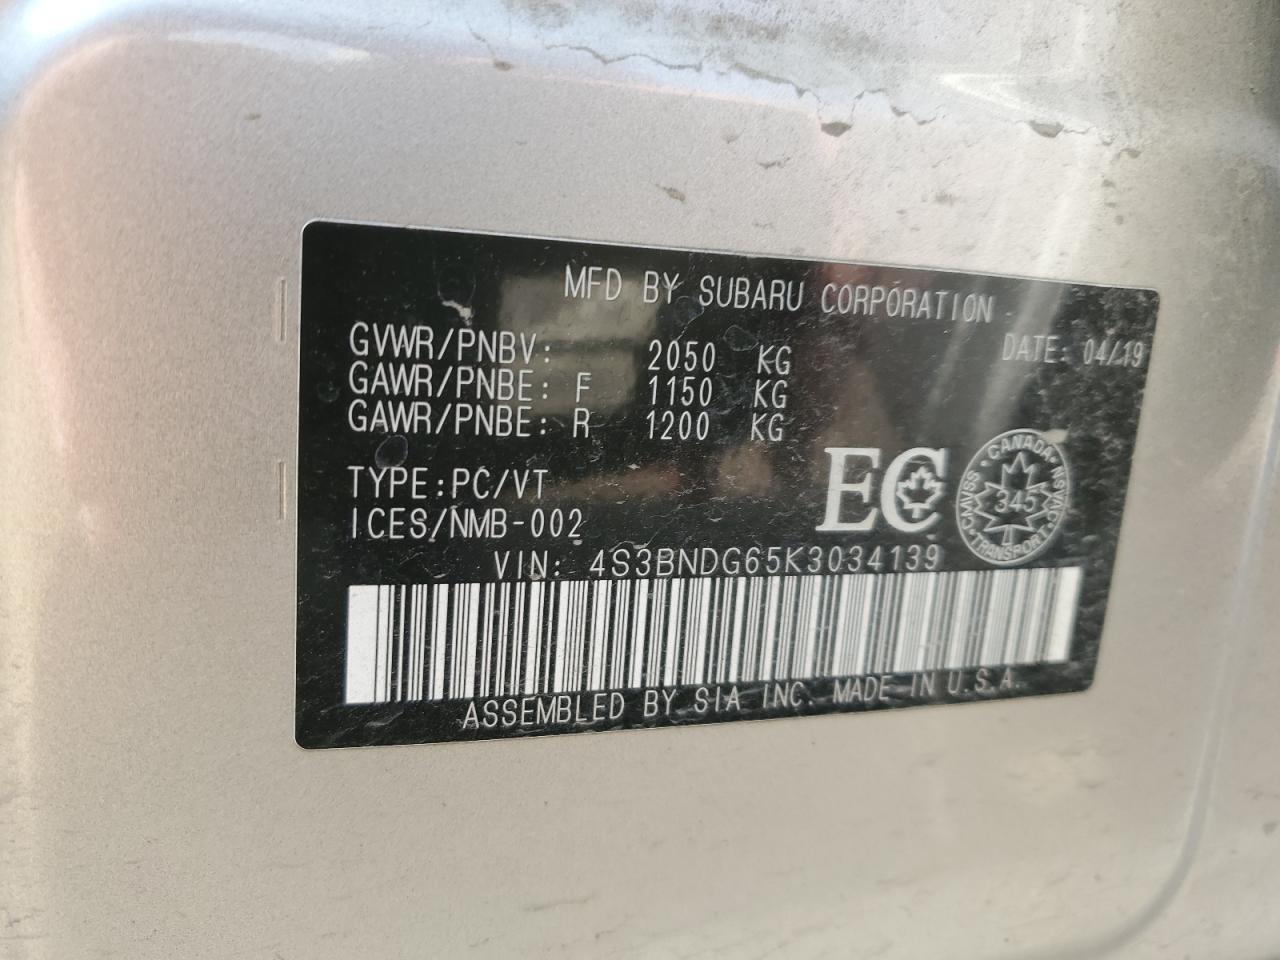 MFD BY SUBARU CORPORATION
GVWR/PNBV: 2050 KG DATE: 04/19
GAWR/PNBE: F 1150 KG
GAWR/PNBE: R 1200 KG
TYPE:PC/VT
ICES/NMB-002
EC
CANADA · NSVAC · TRANSPORT · CMVSS
345
VIN: 4S3BNDG65K3034139
ASSEMBLED BY SIA INC. MADE IN U.S.A.